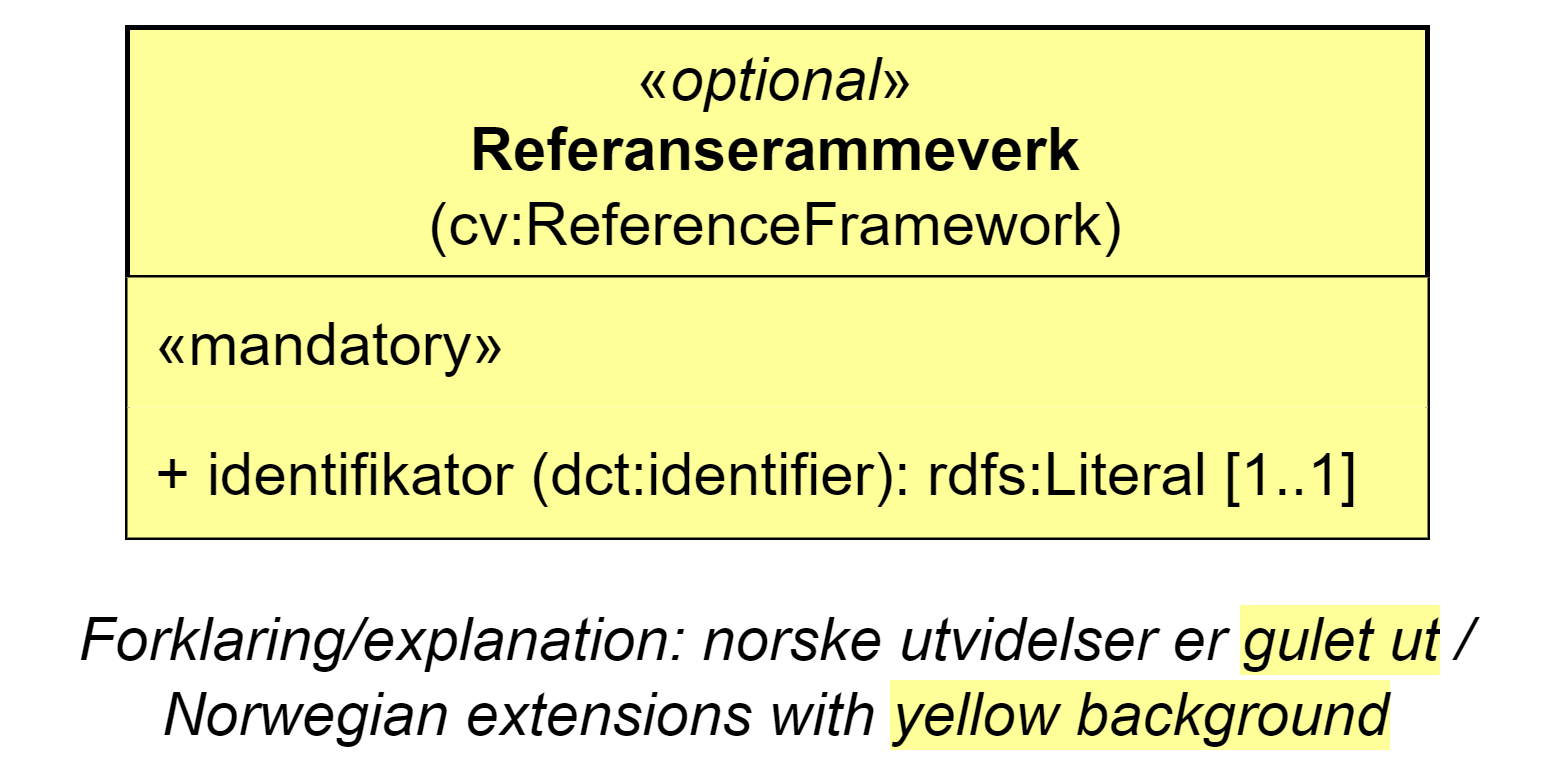 «optional»
Referanserammeverk
(cv:ReferenceFramework)
«mandatory»
+ identifikator (dct:identifier): rdfs:Literal [1..1]
Forklaring/explanation: norske utvidelser er gulet ut /
Norwegian extensions with yellow background